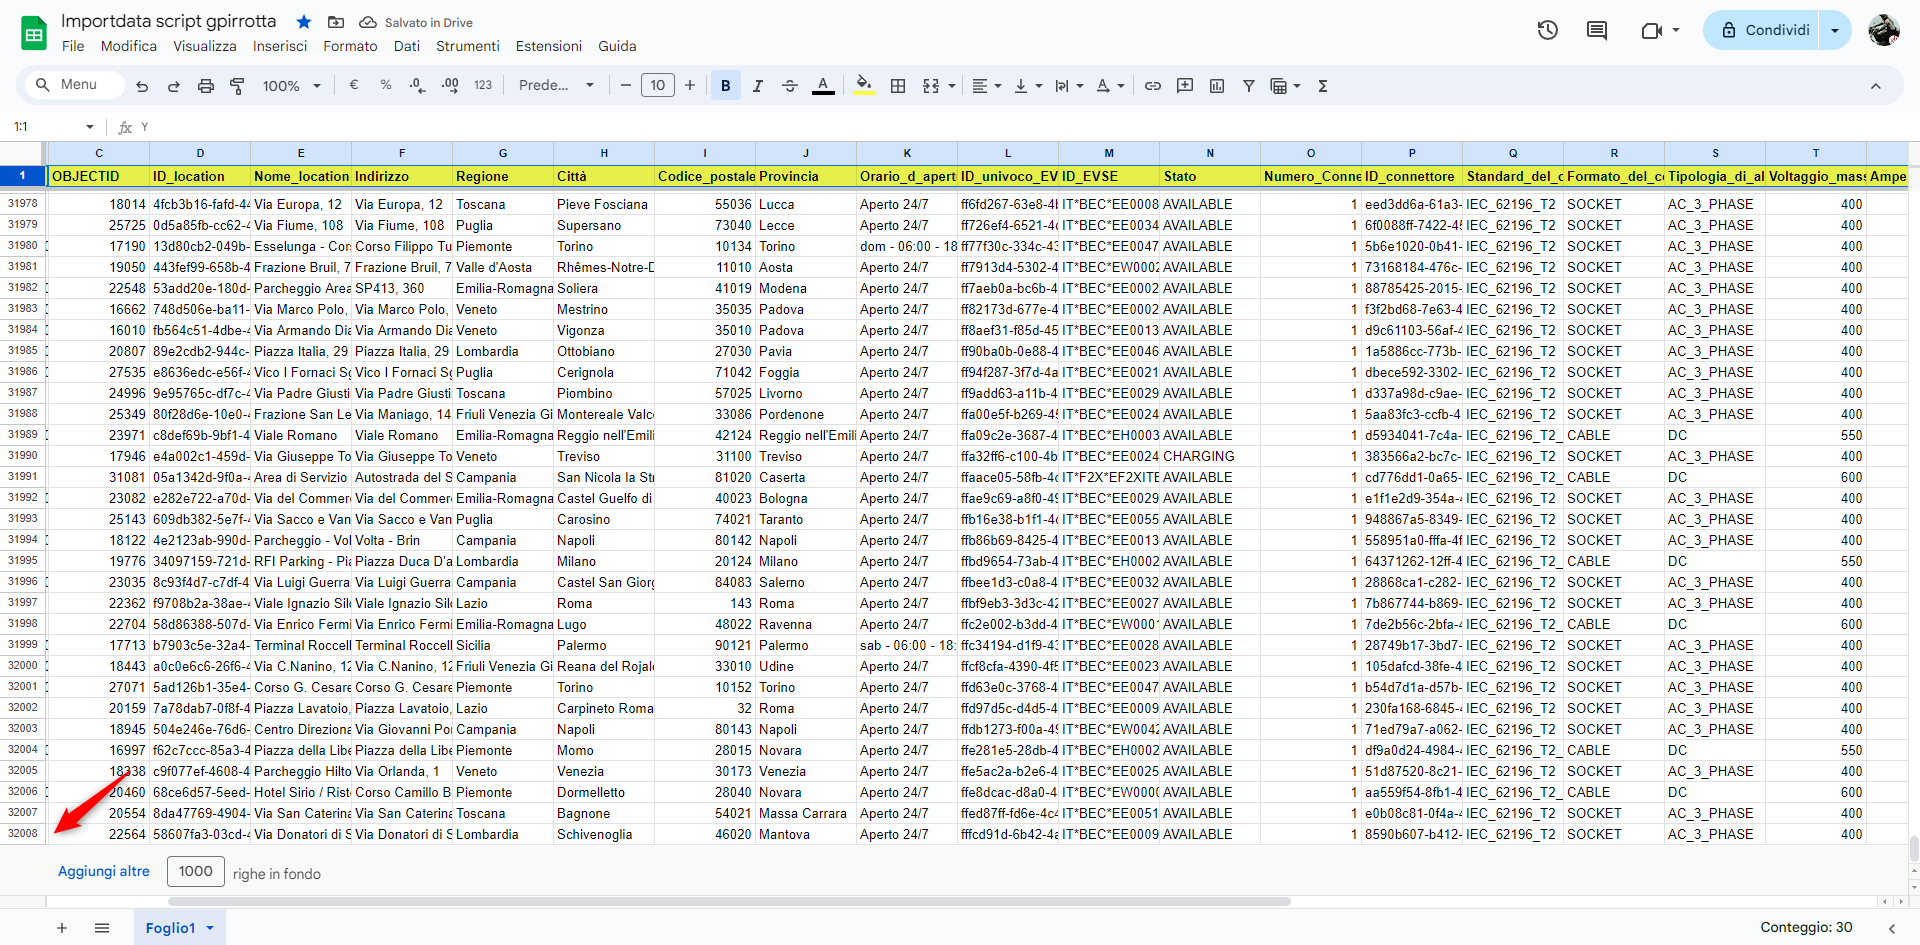 Importdata script gpirrotta Salvato in Drive
File Modifica Visualizza Inserisci Formato Dati Strumenti Estensioni Guida
Condividi
Menu 100% € % .0 .00 123 Prede... 10 B I A
1:1 fx Y
C D E F G H I J K L M N O P Q R S T
1 OBJECTID ID_location Nome_location Indirizzo Regione Città Codice_postale Provincia Orario_d_apert ID_univoco_EV ID_EVSE Stato Numero_Conne ID_connettore Standard_del_c Formato_del_c Tipologia_di_al Voltaggio_mass Ampe
31978 18014 4fcb3b16-fafd-44 Via Europa, 12 Via Europa, 12 Toscana Pieve Fosciana 55036 Lucca Aperto 24/7 ff6fd267-63e8-4b IT*BEC*EE0008 AVAILABLE 1 eed3dd6a-61a3- IEC_62196_T2 SOCKET AC_3_PHASE 400
31979 25725 0d5a85fb-cc62-4 Via Fiume, 108 Via Fiume, 108 Puglia Supersano 73040 Lecce Aperto 24/7 ff726ef4-6521-4c IT*BEC*EE0034 AVAILABLE 1 6f0088ff-7422-45 IEC_62196_T2 SOCKET AC_3_PHASE 400
31980 17190 13d80cb2-049b- Esselunga - Cors Corso Filippo Tu Piemonte Torino 10134 Torino dom - 06:00 - 18 ff77f30c-334c-43 IT*BEC*EE0047 AVAILABLE 1 5b6e1020-0b41- IEC_62196_T2 SOCKET AC_3_PHASE 400
31981 19050 443fef99-658b-4 Frazione Bruil, 7 Frazione Bruil, 7 Valle d'Aosta Rhêmes-Notre-D 11010 Aosta Aperto 24/7 ff7913d4-5302-4 IT*BEC*EW0002 AVAILABLE 1 73168184-476c- IEC_62196_T2 SOCKET AC_3_PHASE 400
31982 22548 53add20e-180d- Parcheggio Area SP413, 360 Emilia-Romagna Soliera 41019 Modena Aperto 24/7 ff7aeb0a-bc6b-4 IT*BEC*EE0002 AVAILABLE 1 88785425-2015- IEC_62196_T2 SOCKET AC_3_PHASE 400
31983 16662 748d506e-ba11- Via Marco Polo, Via Marco Polo, Veneto Mestrino 35035 Padova Aperto 24/7 ff82173d-677e-4 IT*BEC*EE0002 AVAILABLE 1 f3f2bd68-7e63-4 IEC_62196_T2 SOCKET AC_3_PHASE 400
31984 16010 fb564c51-4dbe-4 Via Armando Dia Via Armando Dia Veneto Vigonza 35010 Padova Aperto 24/7 ff8aef31-f85d-45 IT*BEC*EE0013 AVAILABLE 1 d9c61103-56af-4 IEC_62196_T2 SOCKET AC_3_PHASE 400
31985 20807 89e2cdb2-944c- Piazza Italia, 29 Piazza Italia, 29 Lombardia Ottobiano 27030 Pavia Aperto 24/7 ff90ba0b-0e88-4 IT*BEC*EE0046 AVAILABLE 1 1a5886cc-773b- IEC_62196_T2 SOCKET AC_3_PHASE 400
31986 27535 e8636edc-e56f-4 Vico I Fornaci Sg Vico I Fornaci Sg Puglia Cerignola 71042 Foggia Aperto 24/7 ff94f287-3f7d-4a IT*BEC*EE0021 AVAILABLE 1 dbece592-3302- IEC_62196_T2 SOCKET AC_3_PHASE 400
31987 24996 9e95765c-df7c-4 Via Padre Giusti Via Padre Giusti Toscana Piombino 57025 Livorno Aperto 24/7 ff9add63-a11b-4 IT*BEC*EE0029 AVAILABLE 1 d337a98d-c9ae- IEC_62196_T2 SOCKET AC_3_PHASE 400
31988 25349 80f28d6e-10e0-4 Frazione San Le Via Maniago, 14 Friuli Venezia Gi Montereale Valc 33086 Pordenone Aperto 24/7 ffa00e5f-b269-45 IT*BEC*EE0024 AVAILABLE 1 5aa83fc3-ccfb-4 IEC_62196_T2 SOCKET AC_3_PHASE 400
31989 23971 c8def69b-9bf1-4 Viale Romano Viale Romano Emilia-Romagna Reggio nell'Emili 42124 Reggio nell'Emili Aperto 24/7 ffa09c2e-3687-4 IT*BEC*EH0003 AVAILABLE 1 d5934041-7c4a- IEC_62196_T2_ CABLE DC 550
31990 17946 e4a002c1-459d- Via Giuseppe To Via Giuseppe To Veneto Treviso 31100 Treviso Aperto 24/7 ffa32ff6-c100-4b IT*BEC*EE0024 CHARGING 1 383566a2-bc7c- IEC_62196_T2 SOCKET AC_3_PHASE 400
31991 31081 05a1342d-9f0a-4 Area di Servizio Autostrada del S Campania San Nicola la Str 81020 Caserta Aperto 24/7 ffaace05-58fb-4c IT*F2X*EF2XITE AVAILABLE 1 cd776dd1-0a65- IEC_62196_T2_ CABLE DC 600
31992 23082 e282e722-a70d- Via del Commerc Via del Commerc Emilia-Romagna Castel Guelfo di 40023 Bologna Aperto 24/7 ffae9c69-a8f0-49 IT*BEC*EE0029 AVAILABLE 1 e1f1e2d9-354a-4 IEC_62196_T2 SOCKET AC_3_PHASE 400
31993 25143 609db382-5e7f-4 Via Sacco e Van Via Sacco e Van Puglia Carosino 74021 Taranto Aperto 24/7 ffb16e38-b1f1-4c IT*BEC*EE0055 AVAILABLE 1 948867a5-8349- IEC_62196_T2 SOCKET AC_3_PHASE 400
31994 18122 4e2123ab-990d- Parcheggio - Vol Volta - Brin Campania Napoli 80142 Napoli Aperto 24/7 ffb86b69-8425-4 IT*BEC*EE0013 AVAILABLE 1 558951a0-fffa-4f IEC_62196_T2 SOCKET AC_3_PHASE 400
31995 19776 34097159-721d- RFI Parking - Pia Piazza Duca D'a Lombardia Milano 20124 Milano Aperto 24/7 ffbd9654-73ab-4 IT*BEC*EH0002 AVAILABLE 1 64371262-12ff-4 IEC_62196_T2_ CABLE DC 550
31996 23035 8c93f4d7-c7df-4 Via Luigi Guerra Via Luigi Guerra Campania Castel San Giorg 84083 Salerno Aperto 24/7 ffbee1d3-c0a8-4 IT*BEC*EE0032 AVAILABLE 1 28868ca1-c282- IEC_62196_T2 SOCKET AC_3_PHASE 400
31997 22362 f9708b2a-38ae-4 Viale Ignazio Silo Viale Ignazio Silo Lazio Roma 143 Roma Aperto 24/7 ffbf9eb3-3d3c-42 IT*BEC*EE0027 AVAILABLE 1 7b867744-b869- IEC_62196_T2 SOCKET AC_3_PHASE 400
31998 22704 58d86388-507d- Via Enrico Fermi Via Enrico Fermi Emilia-Romagna Lugo 48022 Ravenna Aperto 24/7 ffc2e002-b3dd-4 IT*BEC*EW0001 AVAILABLE 1 7de2b56c-2bfa-4 IEC_62196_T2_ CABLE DC 600
31999 17713 b7903c5e-32a4- Terminal Roccell Terminal Roccell Sicilia Palermo 90121 Palermo sab - 06:00 - 18: ffc34194-d1f9-43 IT*BEC*EE0028 AVAILABLE 1 28749b17-3bd7- IEC_62196_T2 SOCKET AC_3_PHASE 400
32000 18443 a0c0e6c6-26f6-4 Via C.Nanino, 12 Via C.Nanino, 12 Friuli Venezia Gi Reana del Rojale 33010 Udine Aperto 24/7 ffcf8cfa-4390-4f5 IT*BEC*EE0023 AVAILABLE 1 105dafcd-38fe-4 IEC_62196_T2 SOCKET AC_3_PHASE 400
32001 27071 5ad126b1-35e4- Corso G. Cesare Corso G. Cesare Piemonte Torino 10152 Torino Aperto 24/7 ffd63e0c-3768-4 IT*BEC*EE0047 AVAILABLE 1 b54d7d1a-d57b- IEC_62196_T2 SOCKET AC_3_PHASE 400
32002 20159 7a78dab7-0f8f-4 Piazza Lavatoio, Piazza Lavatoio, Lazio Carpineto Roma 32 Roma Aperto 24/7 ffd97d5c-d4d5-4 IT*BEC*EE0009 AVAILABLE 1 230fa168-6845-4 IEC_62196_T2 SOCKET AC_3_PHASE 400
32003 18945 504e246e-76d6- Centro Direziona Via Giovanni Por Campania Napoli 80143 Napoli Aperto 24/7 ffdb1273-f00a-49 IT*BEC*EW0042 AVAILABLE 1 71ed79a7-a062- IEC_62196_T2 SOCKET AC_3_PHASE 400
32004 16997 f62c7ccc-85a3-4 Piazza della Libe Piazza della Libe Piemonte Momo 28015 Novara Aperto 24/7 ffe281e5-28db-4 IT*BEC*EH0002 AVAILABLE 1 df9a0d24-4984-4 IEC_62196_T2_ CABLE DC 550
32005 18338 c9f077ef-4608-4 Parcheggio Hilto Via Orlanda, 1 Veneto Venezia 30173 Venezia Aperto 24/7 ffe5ac2a-b2e6-4 IT*BEC*EE0025 AVAILABLE 1 51d87520-8c21- IEC_62196_T2 SOCKET AC_3_PHASE 400
32006 20460 68ce6d57-5eed- Hotel Sirio / Rist Corso Camillo B Piemonte Dormelletto 28040 Novara Aperto 24/7 ffe8dcac-d8a0-4 IT*BEC*EW0000 AVAILABLE 1 aa559f54-8fb1-4 IEC_62196_T2_ CABLE DC 600
32007 20554 8da47769-4904- Via San Caterina Via San Caterina Toscana Bagnone 54021 Massa Carrara Aperto 24/7 ffed87ff-fd6e-4c4 IT*BEC*EE0051 AVAILABLE 1 e0b08c81-0f4a-4 IEC_62196_T2 SOCKET AC_3_PHASE 400
32008 22564 58607fa3-03cd-4 Via Donatori di S Via Donatori di S Lombardia Schivenoglia 46020 Mantova Aperto 24/7 fffcd91d-6b42-4a IT*BEC*EE0009 AVAILABLE 1 8590b607-b412- IEC_62196_T2 SOCKET AC_3_PHASE 400
Aggiungi altre 1000 righe in fondo
Foglio1 Conteggio: 30